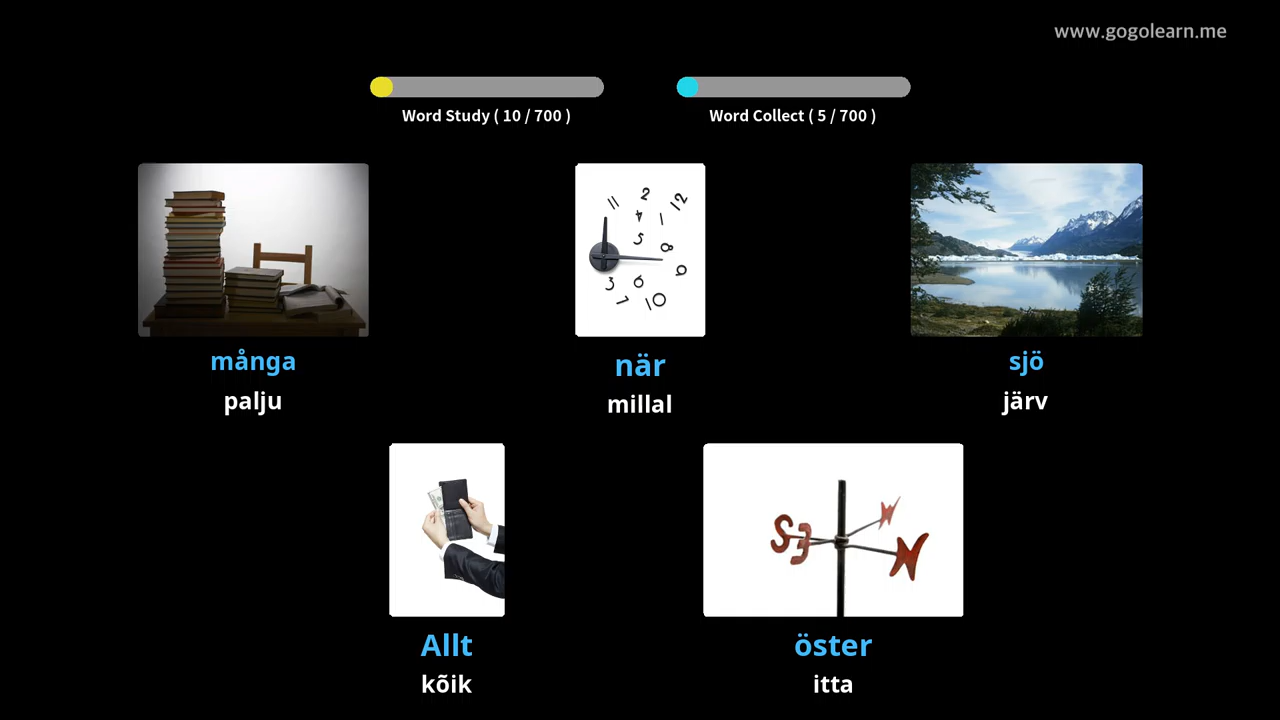 www.gogolearn.me
Word Study ( 10 / 700 )
Word Collect ( 5 / 700 )
många
palju
när
millal
sjö
järv
Allt
kõik
öster
itta